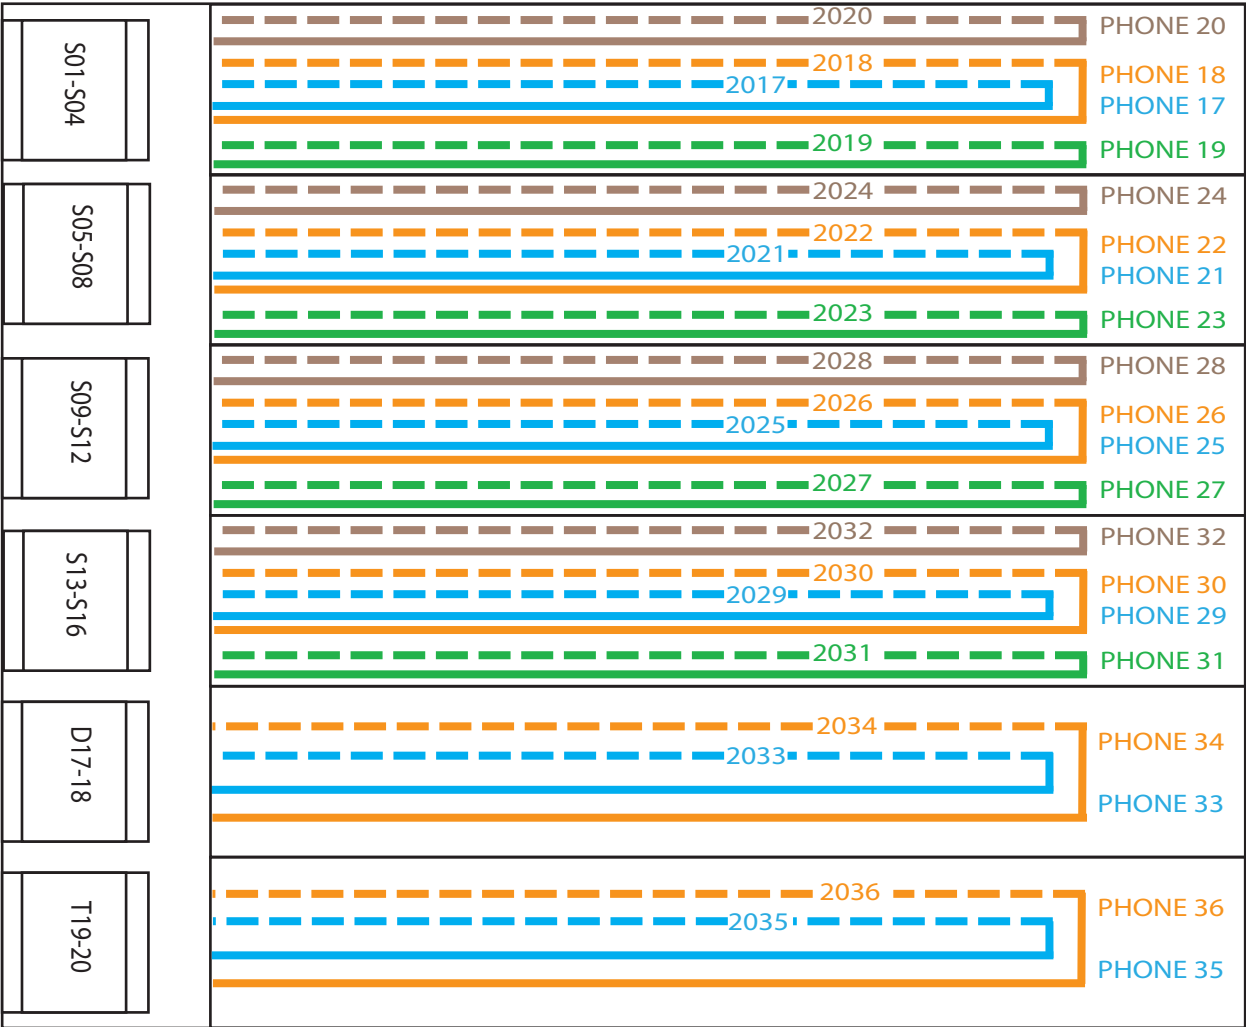 S01-S04
2020
PHONE 20
2018
PHONE 18
2017
PHONE 17
2019
PHONE 19
S05-S08
2024
PHONE 24
2022
PHONE 22
2021
PHONE 21
2023
PHONE 23
S09-S12
2028
PHONE 28
2026
PHONE 26
2025
PHONE 25
2027
PHONE 27
S13-S16
2032
PHONE 32
2030
PHONE 30
2029
PHONE 29
2031
PHONE 31
D17-18
2034
PHONE 34
2033
PHONE 33
T19-20
2036
PHONE 36
2035
PHONE 35